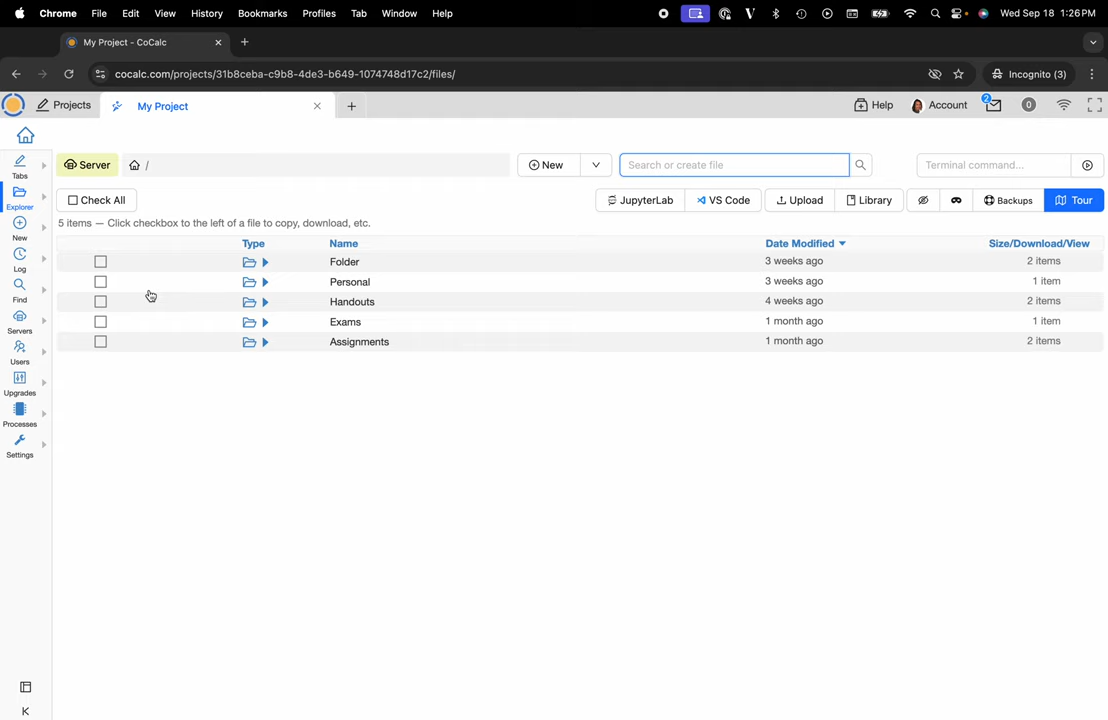 Chrome File Edit View History Bookmarks Profiles Tab Window Help Wed Sep 18 1:26 PM
My Project - CoCalc
cocalc.com/projects/31b8ceba-c9b8-4de3-b649-1074748d17c2/files/ Incognito (3)
Projects My Project Help Account 2 0
Server / New Search or create file Terminal command...
Tabs
Check All JupyterLab VS Code Upload Library Backups Tour
Explorer
5 items — Click checkbox to the left of a file to copy, download, etc.
New
Type Name Date Modified Size/Download/View
Folder 3 weeks ago 2 items
Log
Personal 3 weeks ago 1 item
Find
Handouts 4 weeks ago 2 items
Exams 1 month ago 1 item
Servers
Assignments 1 month ago 2 items
Users
Upgrades
Processes
Settings